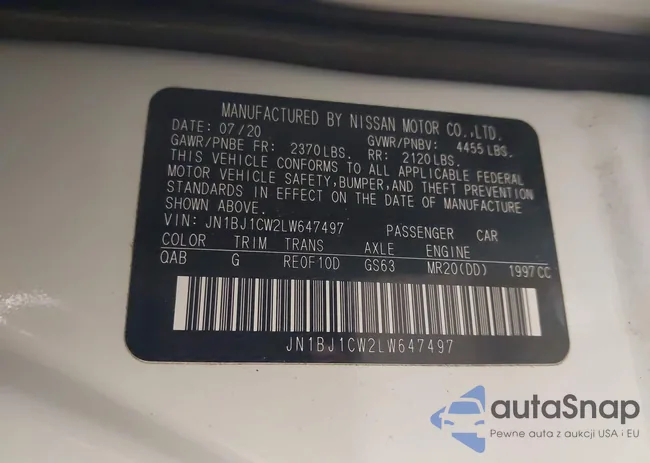 MANUFACTURED BY NISSAN MOTOR CO.,LTD.
DATE: 07/20 GVWR/PNBV: 4455 LBS.
GAWR/PNBE FR: 2370LBS. RR: 2120LBS.
THIS VEHICLE CONFORMS TO ALL APPLICABLE FEDERAL
MOTOR VEHICLE SAFETY,BUMPER,AND THEFT PREVENTION
STANDARDS IN EFFECT ON THE DATE OF MANUFACTURE
SHOWN ABOVE.
VIN: JN1BJ1CW2LW647497 PASSENGER CAR
COLOR TRIM TRANS AXLE ENGINE
QAB G RE0F10D GS63 MR20(DD) 1997CC
JN1BJ1CW2LW647497
autaSnap
Pewne auta z aukcji USA i EU